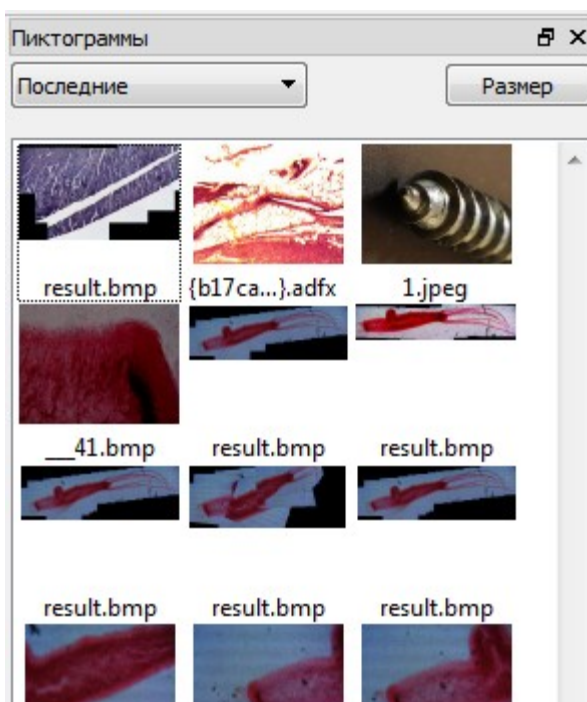 Пиктограммы
Последние
Размер
result.bmp {b17ca...}.adfx 1.jpeg
__41.bmp result.bmp result.bmp
result.bmp result.bmp result.bmp